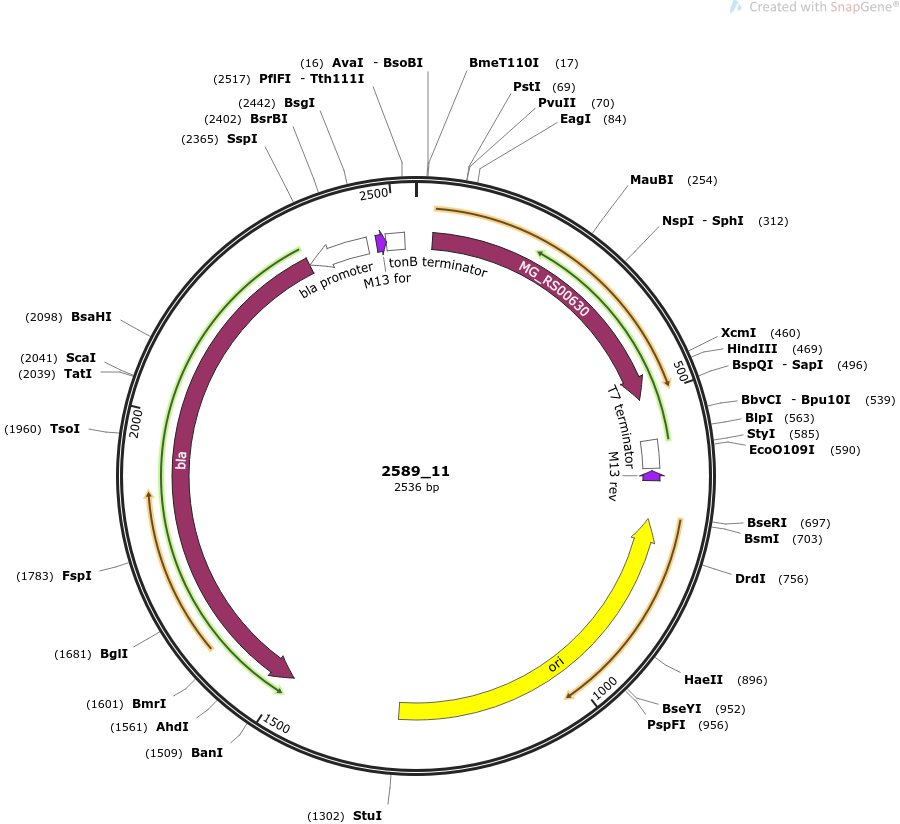 Created with SnapGene®
(16) AvaI - BsoBI
BmeT110I (17)
(2517) PflFI - Tth111I
PstI (69)
(2442) BsgI
PvuII (70)
(2402) BsrBI
EagI (84)
(2365) SspI
MauBI (254)
2500
NspI - SphI (312)
tonB terminator
bla promoter
M13 for
MG_RS00630
(2098) BsaHI
XcmI (460)
HindIII (469)
(2041) ScaI
BspQI - SapI (496)
(2039) TatI
500
BbvCI - Bpu10I (539)
2000
BlpI (563)
(1960) TsoI
StyI (585)
EcoO109I (590)
T7 terminator
bla
M13 rev
2589_11
2536 bp
BseRI (697)
BsmI (703)
(1783) FspI
DrdI (756)
(1681) BglI
ori
HaeII (896)
1000
(1601) BmrI
BseYI (952)
(1561) AhdI
PspFI (956)
1500
(1509) BanI
(1302) StuI